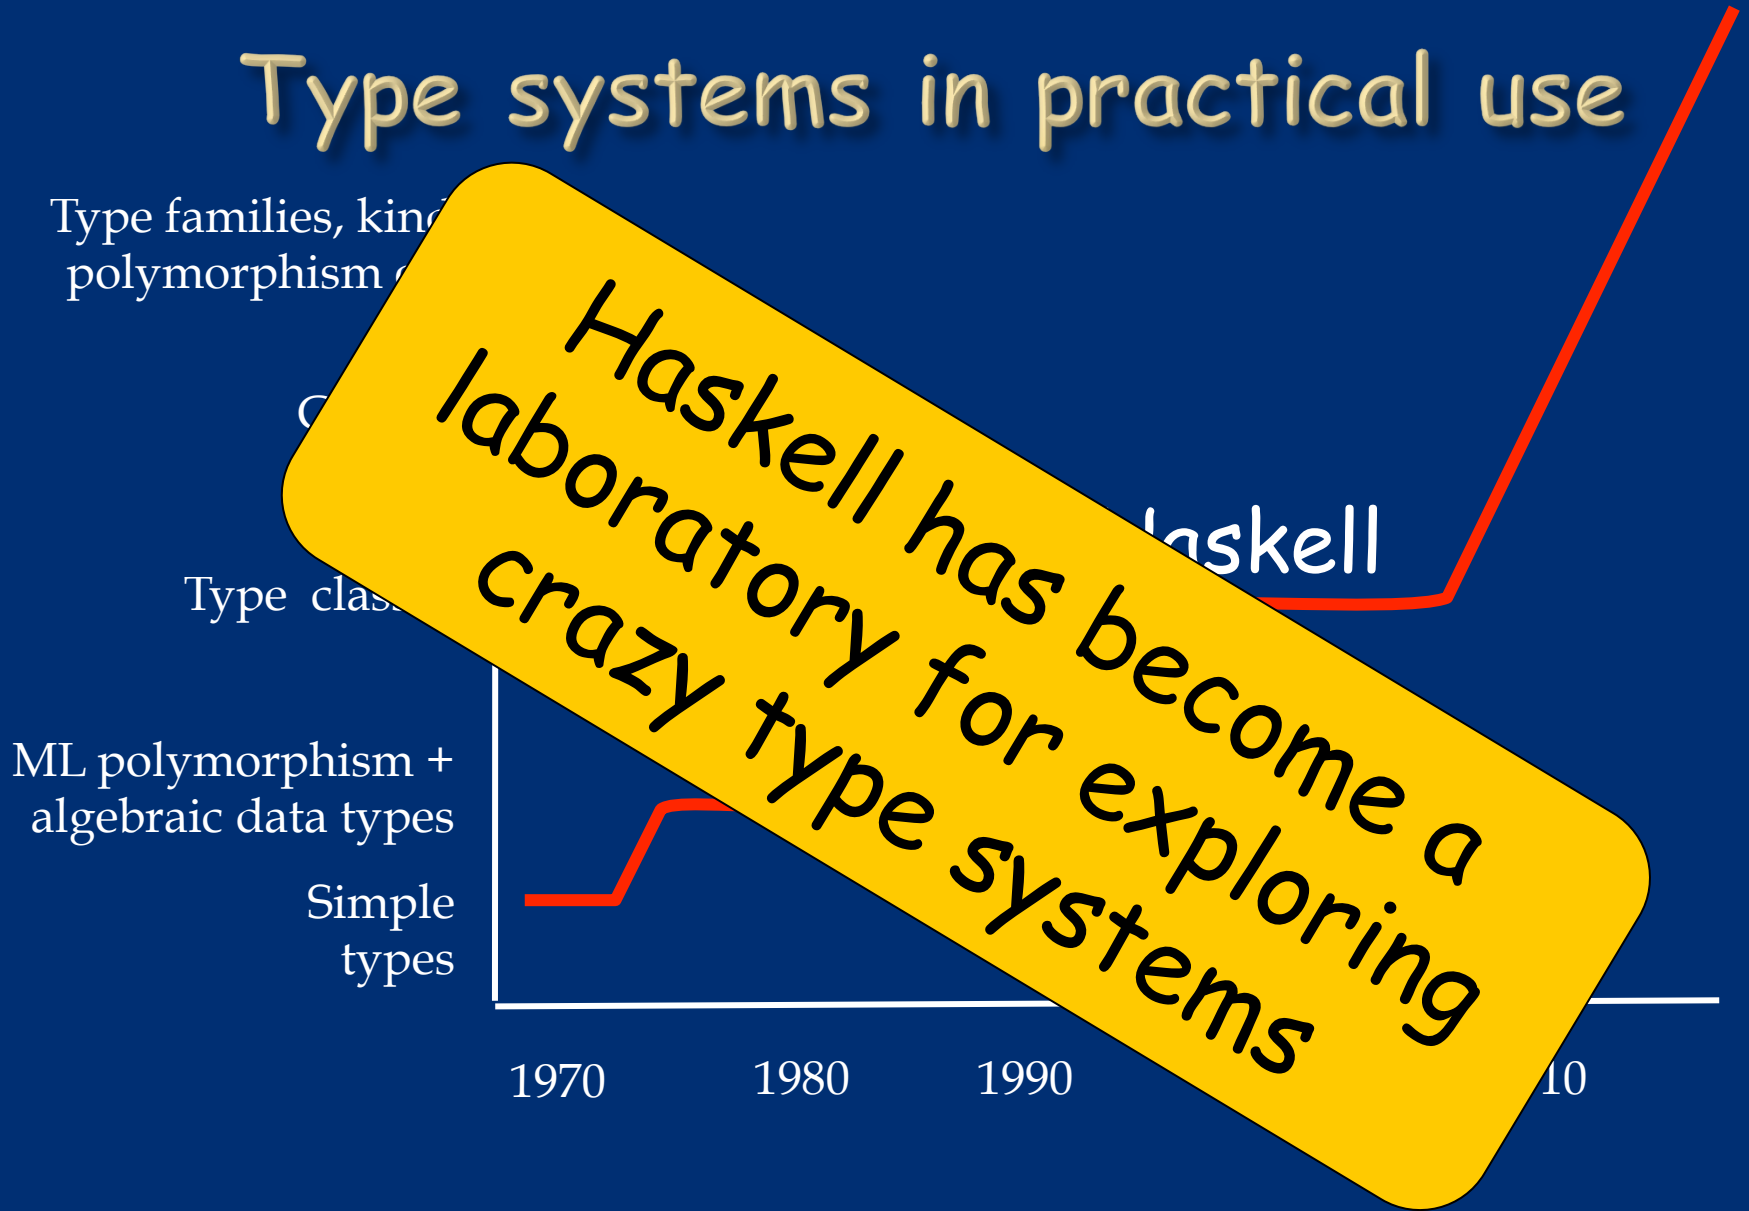 Type systems in practical use
Type families, kind
polymorphism
Haskell has become a
laboratory for exploring
crazy type systems
askell
Type clas
ML polymorphism +
algebraic data types
Simple
types
1970
1980
1990
10